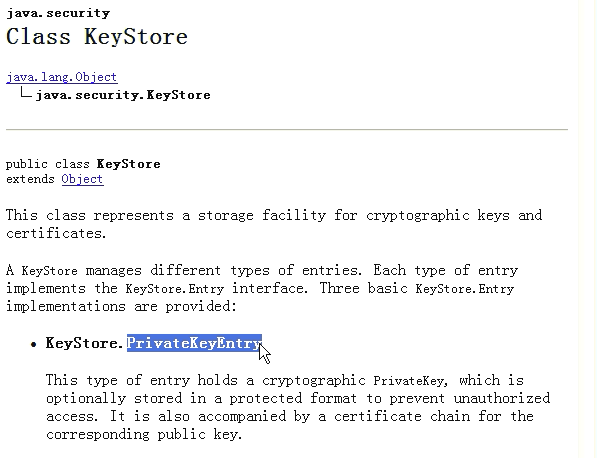 java.security
Class KeyStore
java.lang.Object
java.security.KeyStore
public class KeyStore
extends Object
This class represents a storage facility for cryptographic keys and
certificates.
A KeyStore manages different types of entries. Each type of entry
implements the KeyStore.Entry interface. Three basic KeyStore.Entry
implementations are provided:
• KeyStore.PrivateKeyEntry
This type of entry holds a cryptographic PrivateKey, which is
optionally stored in a protected format to prevent unauthorized
access. It is also accompanied by a certificate chain for the
corresponding public key.